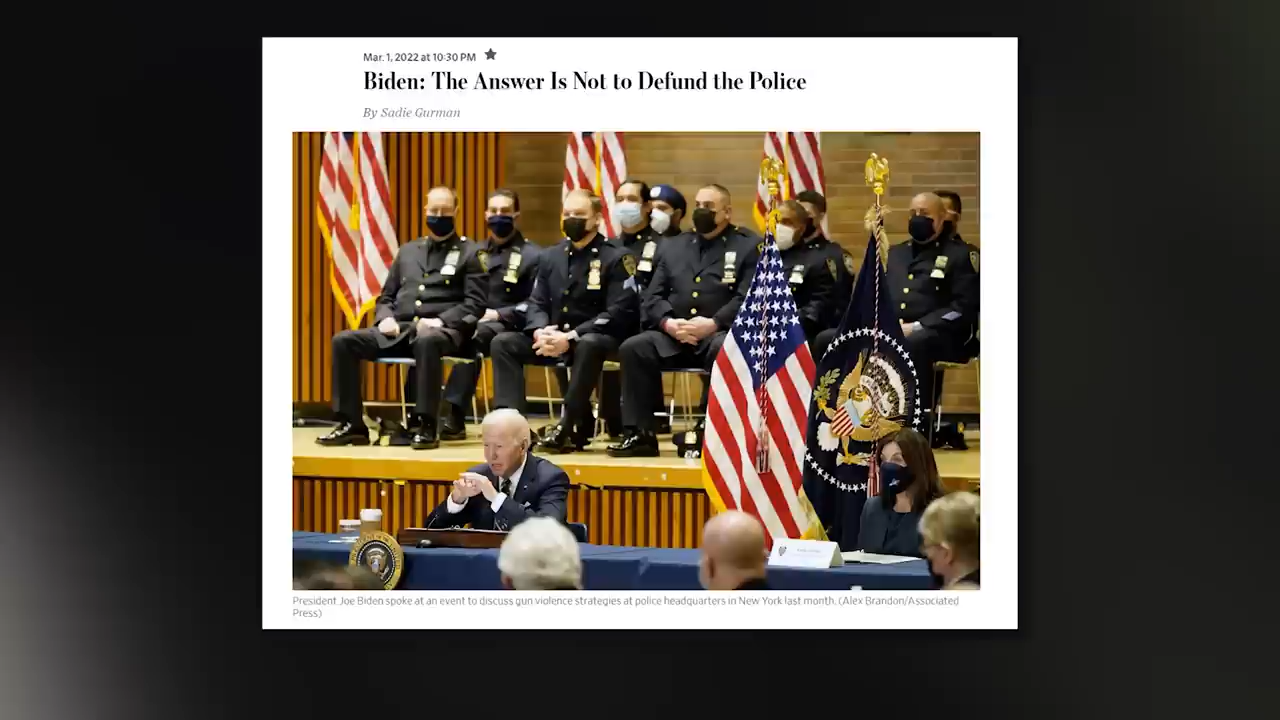 Mar. 1, 2022 at 10:30 PM
Biden: The Answer Is Not to Defund the Police
By Sadie Gurman
President Joe Biden spoke at an event to discuss gun violence strategies at police headquarters in New York last month. (Alex Brandon/Associated
Press)